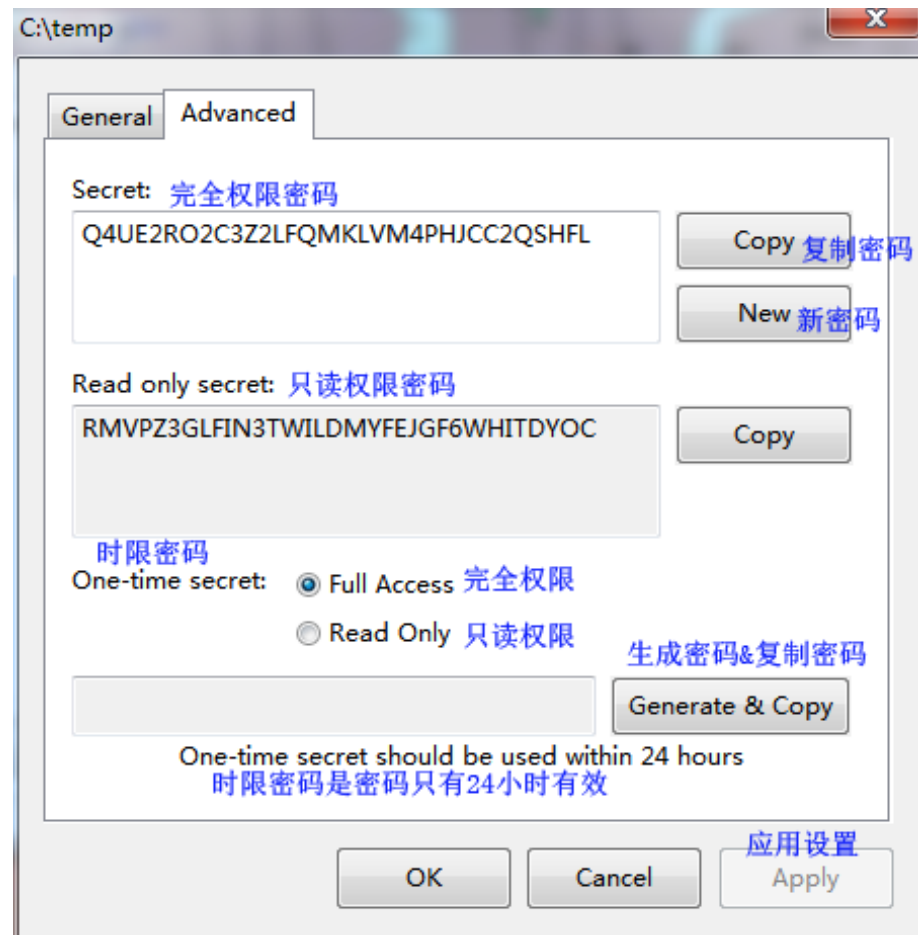 C:\temp
General Advanced
Secret: 完全权限密码
Q4UE2RO2C3Z2LFQMKLVM4PHJCC2QSHFL
Copy 复制密码
New 新密码
Read only secret: 只读权限密码
RMVPZ3GLFIN3TWILDMYFEJGF6WHITDYOC
Copy
时限密码
One-time secret: Full Access 完全权限
Read Only 只读权限
生成密码&复制密码
Generate & Copy
One-time secret should be used within 24 hours
时限密码是密码只有24小时有效
应用设置
OK Cancel Apply